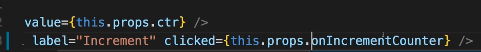 value={this.props.ctr} />
label="Increment" clicked={this.props.onIncrementCounter} />